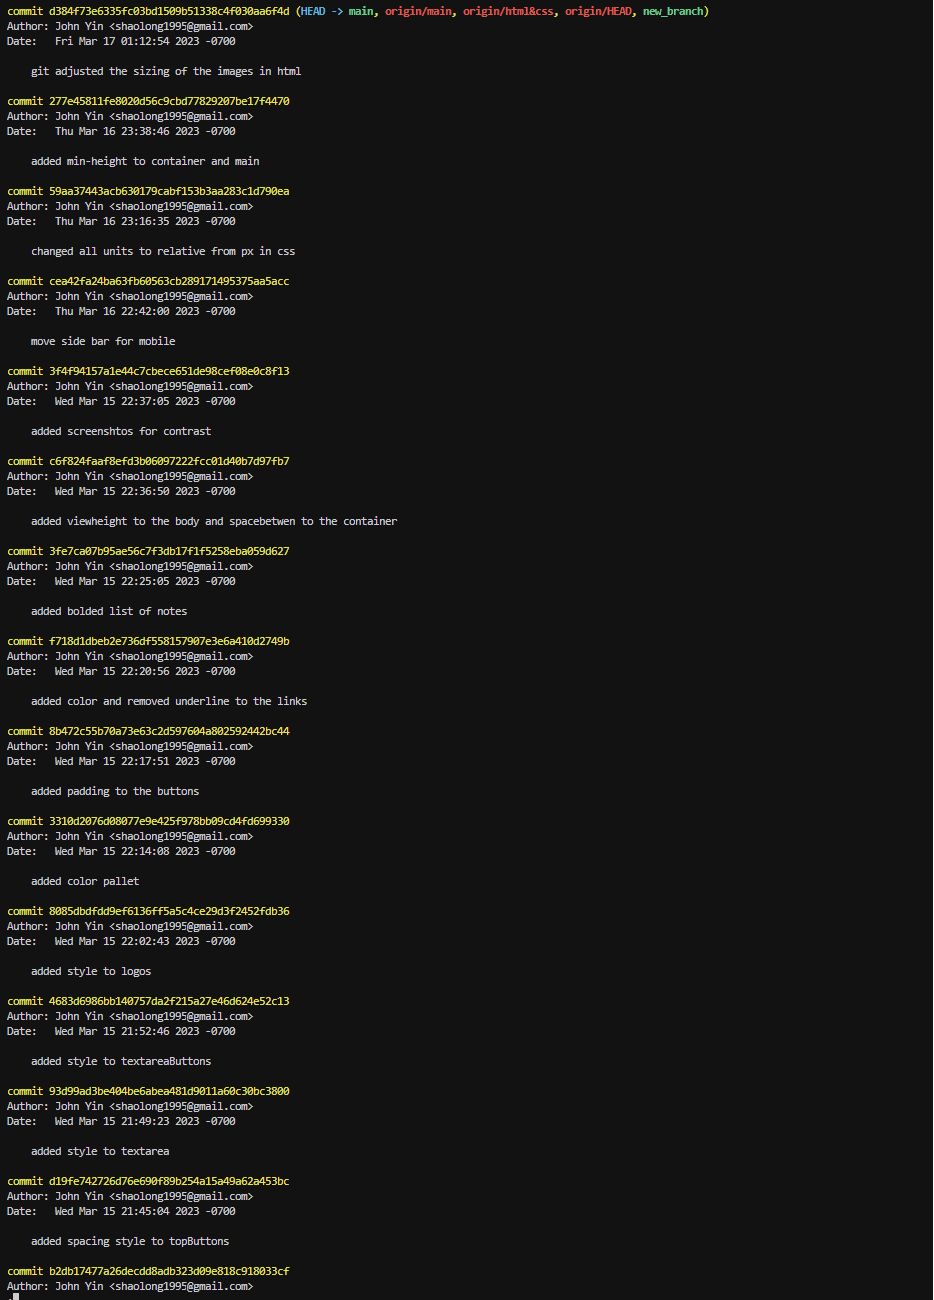 commit d384f73e6335fc03bd1509b51338c4f030aa6f4d (HEAD -> main, origin/main, origin/html&css, origin/HEAD, new_branch)
Author: John Yin <shaolong1995@gmail.com>
Date:   Fri Mar 17 01:12:54 2023 -0700
git adjusted the sizing of the images in html
commit 277e45811fe8020d56c9cbd77829207be17f4470
Author: John Yin <shaolong1995@gmail.com>
Date:   Thu Mar 16 23:38:46 2023 -0700
added min-height to container and main
commit 59aa37443acb630179cabf153b3aa283c1d790ea
Author: John Yin <shaolong1995@gmail.com>
Date:   Thu Mar 16 23:16:35 2023 -0700
changed all units to relative from px in css
commit cea42fa24ba63fb60563cb289171495375aa5acc
Author: John Yin <shaolong1995@gmail.com>
Date:   Thu Mar 16 22:42:00 2023 -0700
move side bar for mobile
commit 3f4f94157a1e44c7cbece651de98cef08e0c8f13
Author: John Yin <shaolong1995@gmail.com>
Date:   Wed Mar 15 22:37:05 2023 -0700
added screenshtos for contrast
commit c6f824faaf8efd3b06097222fcc01d40b7d97fb7
Author: John Yin <shaolong1995@gmail.com>
Date:   Wed Mar 15 22:36:50 2023 -0700
added viewheight to the body and spacebetwen to the container
commit 3fe7ca07b95ae56c7f3db17f1f5258eba059d627
Author: John Yin <shaolong1995@gmail.com>
Date:   Wed Mar 15 22:25:05 2023 -0700
added bolded list of notes
commit f718d1dbeb2e736df558157907e3e6a410d2749b
Author: John Yin <shaolong1995@gmail.com>
Date:   Wed Mar 15 22:20:56 2023 -0700
added color and removed underline to the links
commit 8b472c55b70a73e63c2d597604a802592442bc44
Author: John Yin <shaolong1995@gmail.com>
Date:   Wed Mar 15 22:17:51 2023 -0700
added padding to the buttons
commit 3310d2076d08077e9e425f978bb09cd4fd699330
Author: John Yin <shaolong1995@gmail.com>
Date:   Wed Mar 15 22:14:08 2023 -0700
added color pallet
commit 8085dbdfdd9ef6136ff5a5c4ce29d3f2452fdb36
Author: John Yin <shaolong1995@gmail.com>
Date:   Wed Mar 15 22:02:43 2023 -0700
added style to logos
commit 4683d6986bb140757da2f215a27e46d624e52c13
Author: John Yin <shaolong1995@gmail.com>
Date:   Wed Mar 15 21:52:46 2023 -0700
added style to textareaButtons
commit 93d99ad3be404be6abea481d9011a60c30bc3800
Author: John Yin <shaolong1995@gmail.com>
Date:   Wed Mar 15 21:49:23 2023 -0700
added style to textarea
commit d19fe742726d76e690f89b254a15a49a62a453bc
Author: John Yin <shaolong1995@gmail.com>
Date:   Wed Mar 15 21:45:04 2023 -0700
added spacing style to topButtons
commit b2db17477a26decdd8adb323d09e818c918033cf
Author: John Yin <shaolong1995@gmail.com>
: